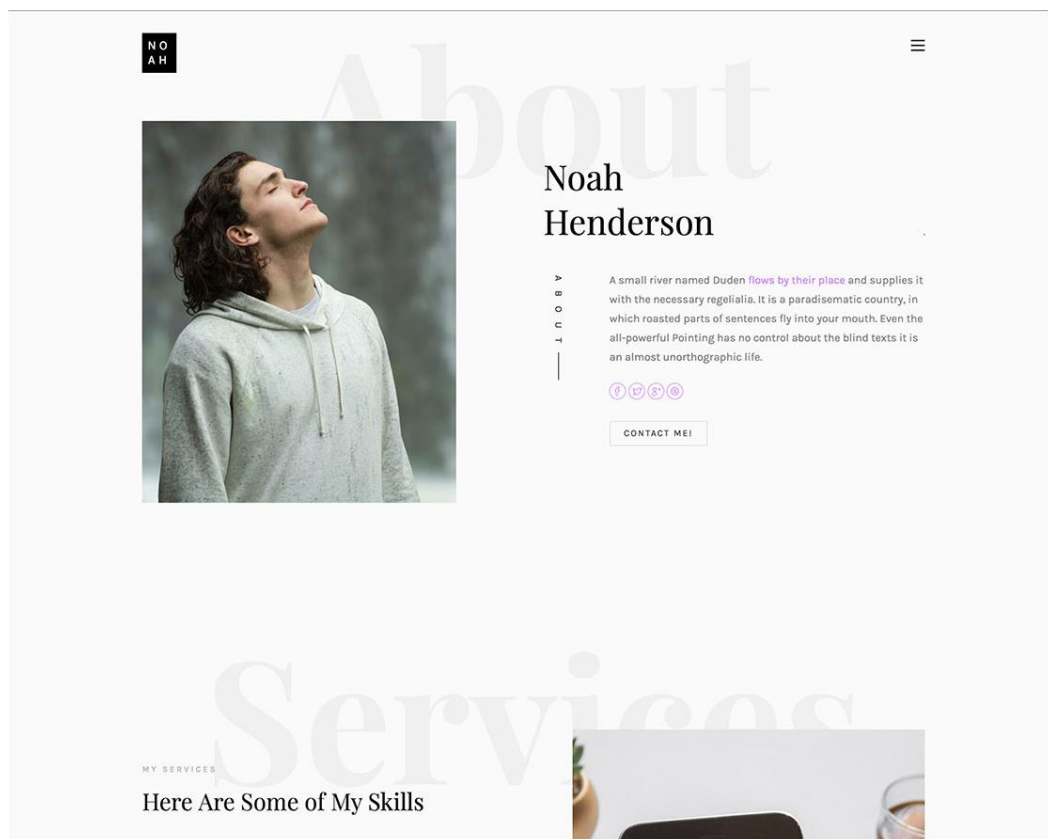 NO
AH
About
Noah
Henderson
ABOUT
A small river named Duden flows by their place and supplies it
with the necessary regelialia. It is a paradisematic country, in
which roasted parts of sentences fly into your mouth. Even the
all-powerful Pointing has no control about the blind texts it is
an almost unorthographic life.
CONTACT ME!
Services
MY SERVICES
Here Are Some of My Skills